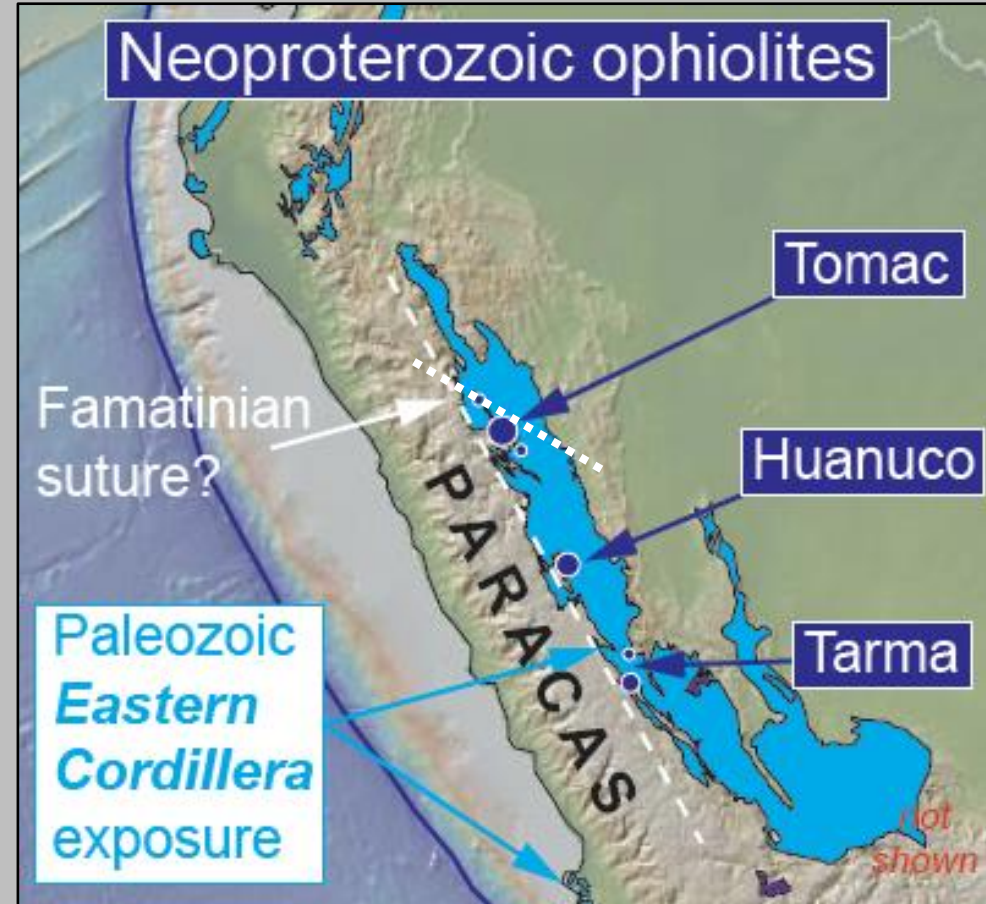 Neoproterozoic ophiolites
Tomac
Famatinian
suture?
Huanuco
PARACAS
Paleozoic
Eastern
Cordillera
exposure
Tarma
not
shown